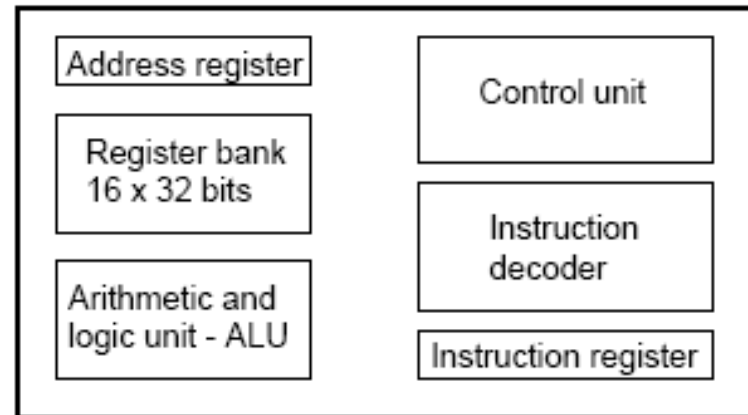 Address register
Register bank
16 x 32 bits
Arithmetic and
logic unit - ALU
Control unit
Instruction
decoder
Instruction register